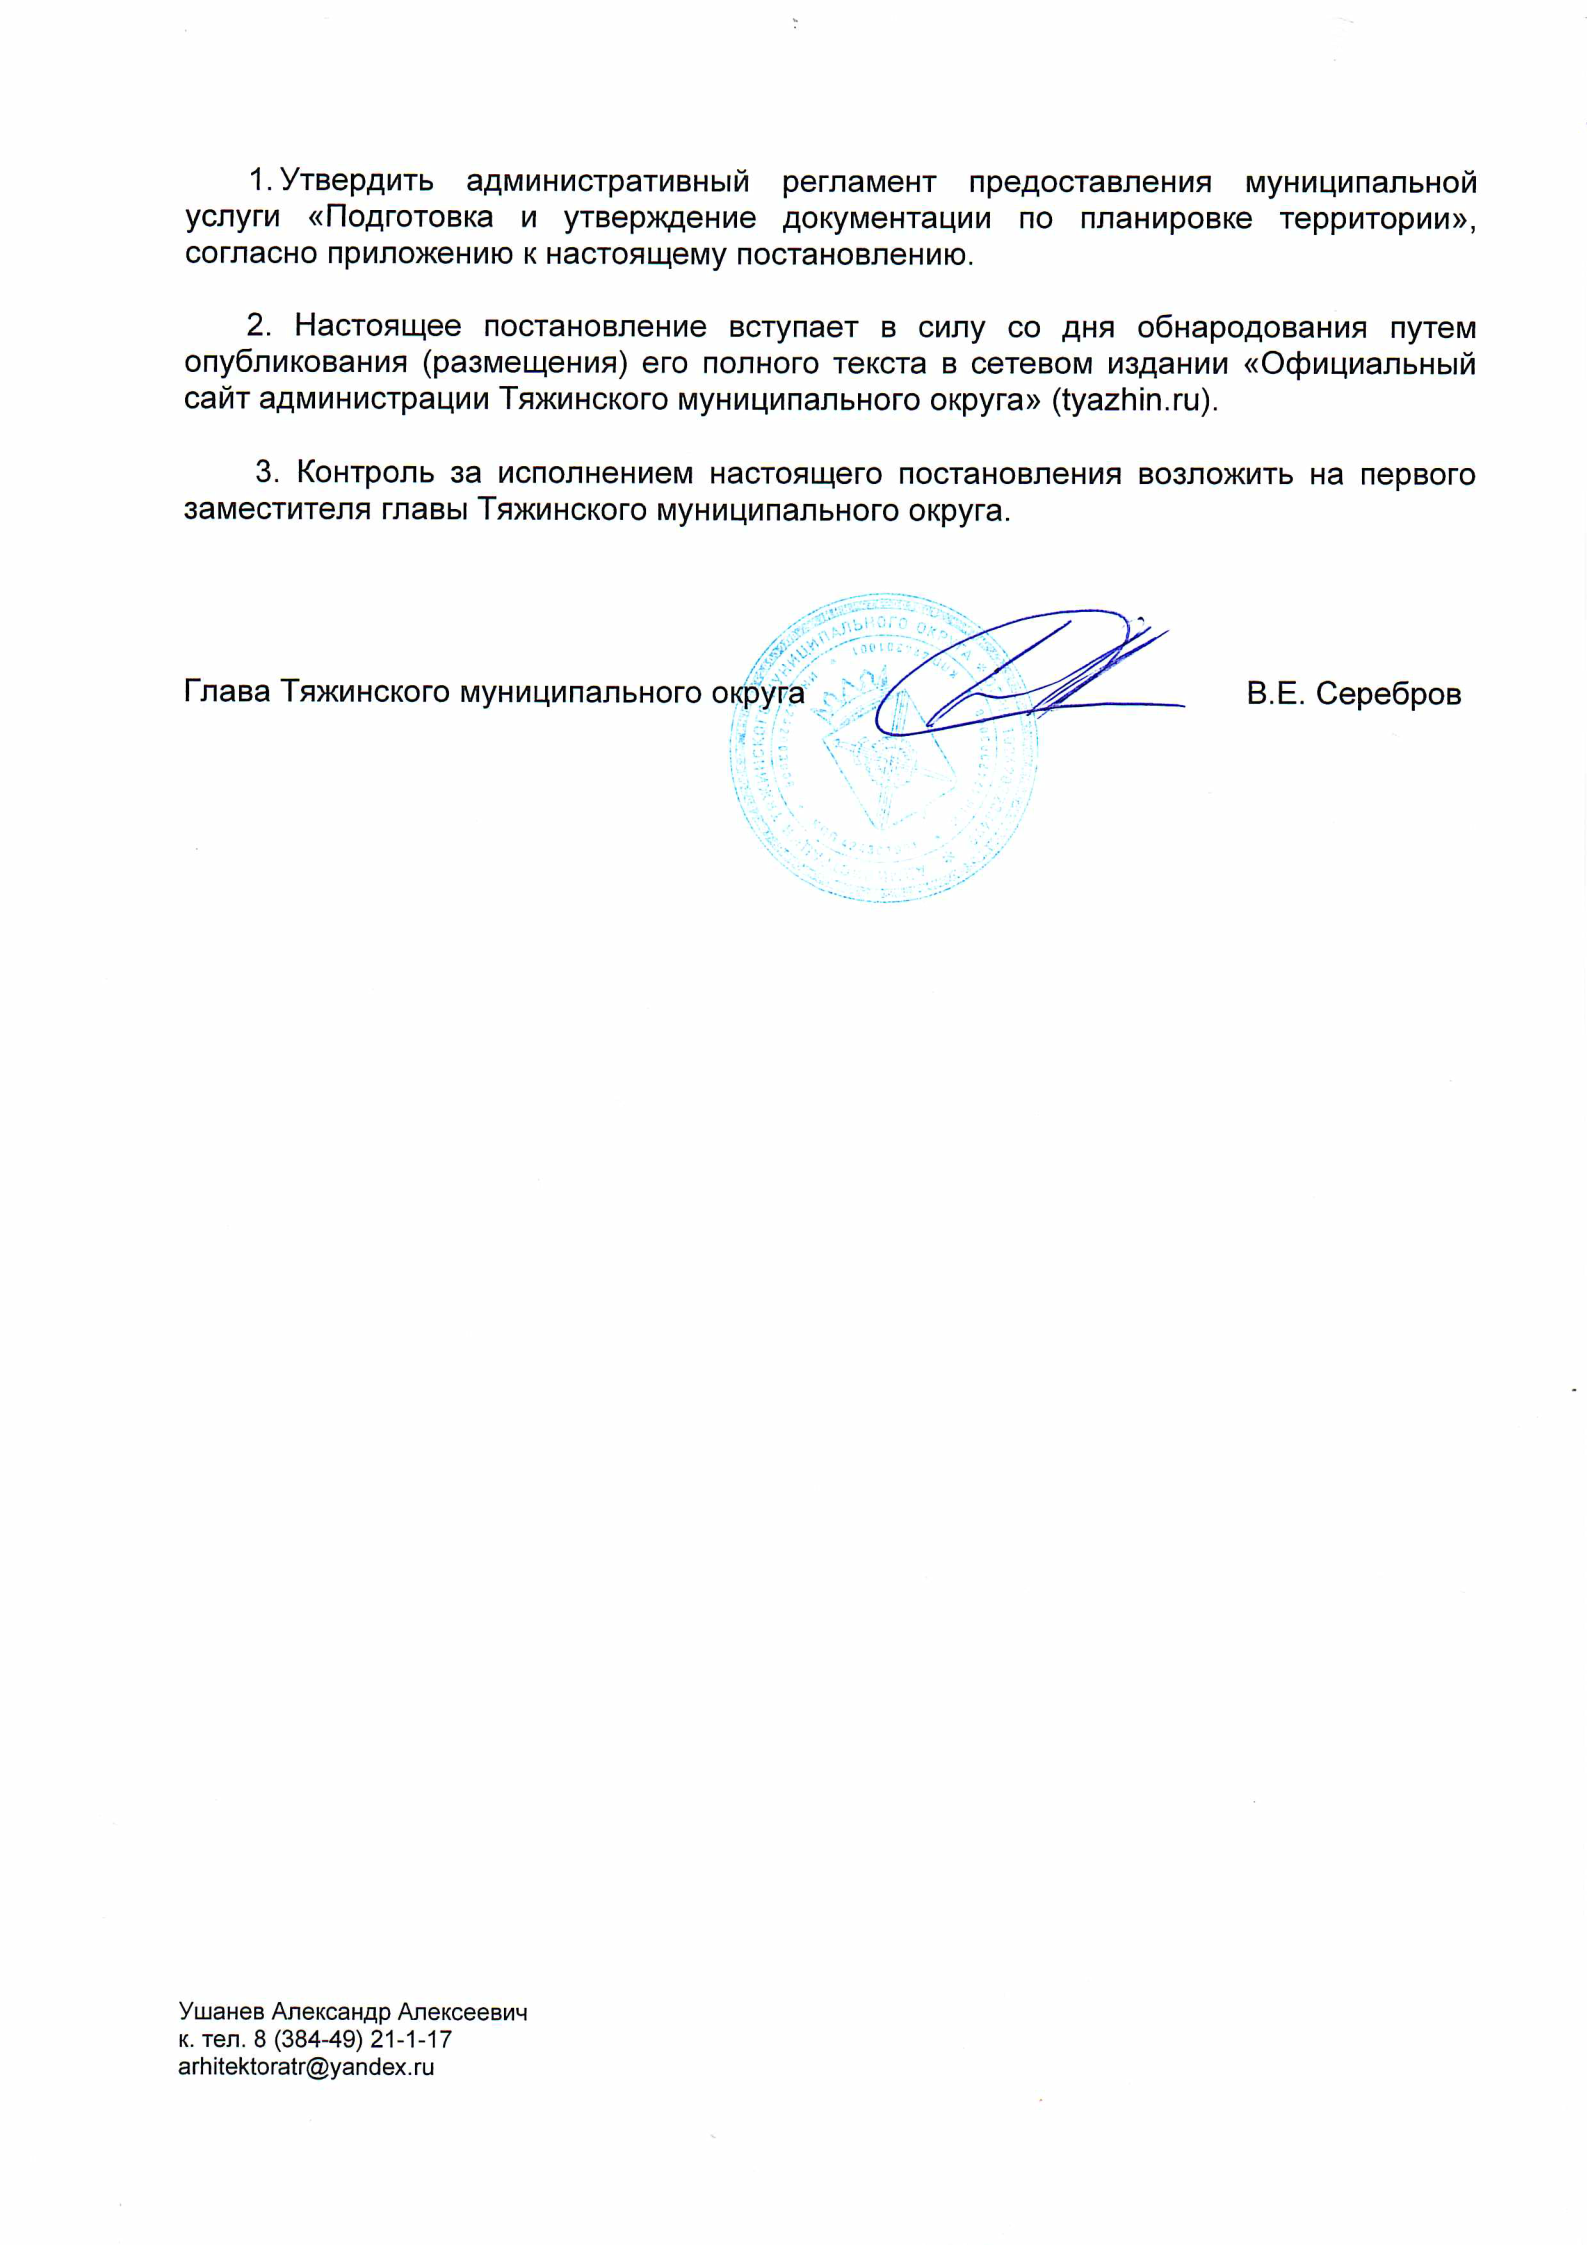 1. Утвердить административный регламент предоставления муниципальной
услуги «Подготовка и утверждение документации по планировке территории»,
согласно приложению к настоящему постановлению.
2. Настоящее постановление вступает в силу со дня обнародования путем
опубликования (размещения) его полного текста в сетевом издании «Официальный
сайт администрации Тяжинского муниципального округа» (tyazhin.ru).
3. Контроль за исполнением настоящего постановления возложить на первого
заместителя главы Тяжинского муниципального округа.
Глава Тяжинского муниципального округа В.Е. Серебров
МУНИЦИПАЛЬНОГО ОКРУГА
Ушанев Александр Алексеевич
к. тел. 8 (384-49) 21-1-17
arhitektoratr@yandex.ru